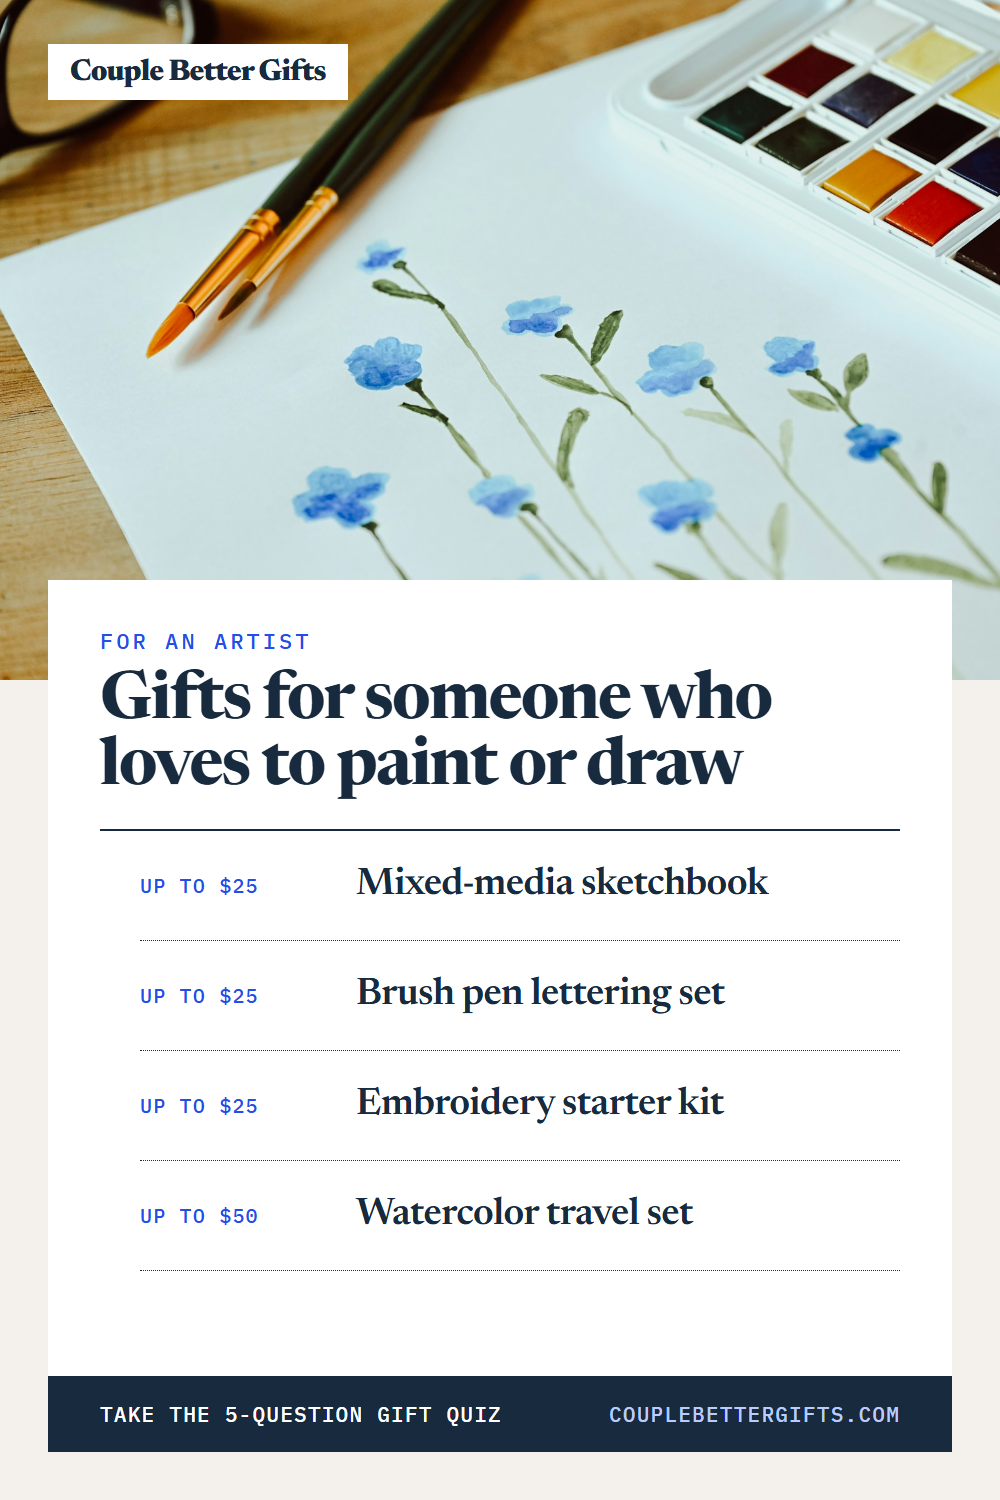 Couple Better Gifts
FOR AN ARTIST
Gifts for someone who
loves to paint or draw
UP TO $25 Mixed-media sketchbook
UP TO $25 Brush pen lettering set
UP TO $25 Embroidery starter kit
UP TO $50 Watercolor travel set
TAKE THE 5-QUESTION GIFT QUIZ COUPLEBETTERGIFTS.COM